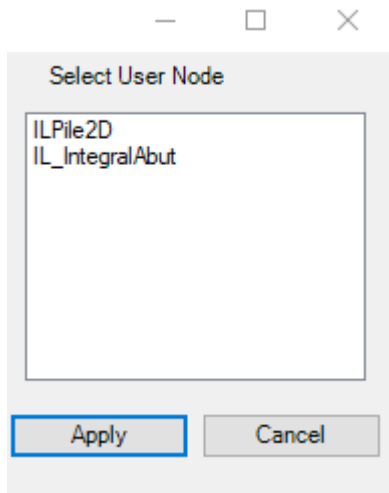 Select User Node
ILPile2D
IL_IntegralAbut
Apply
Cancel